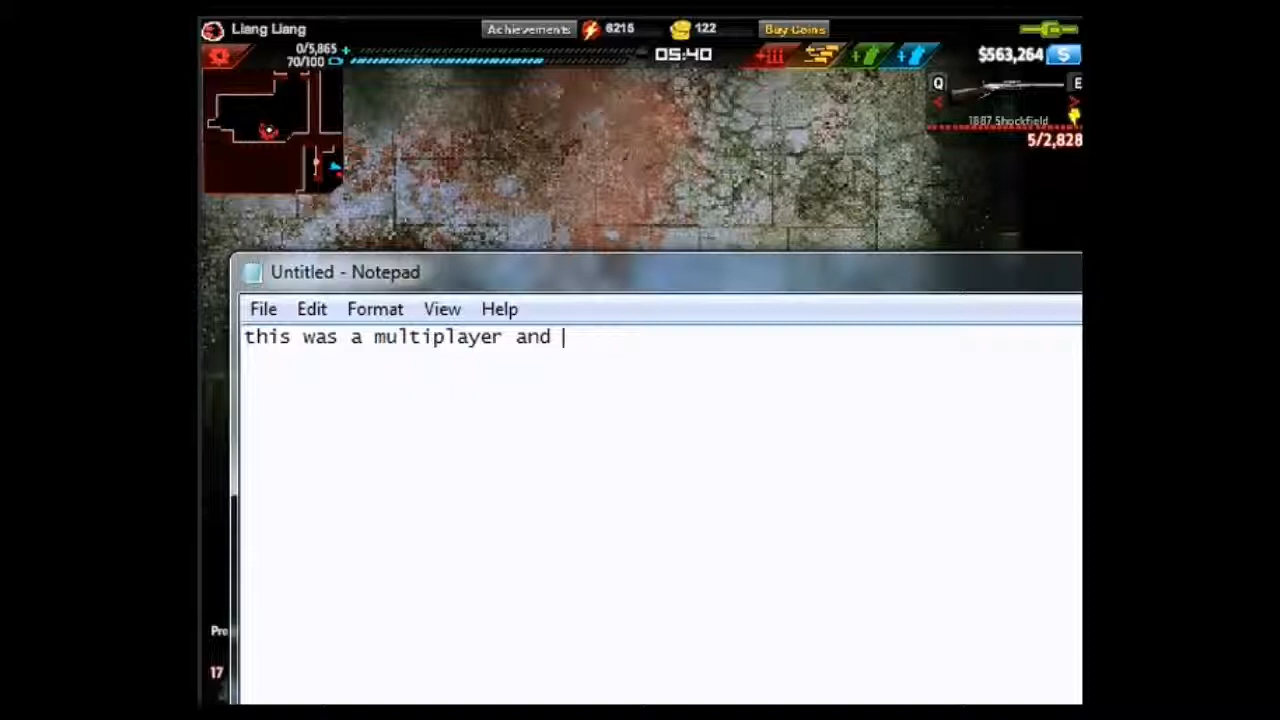 Liang Liang
Achievements
6215
122
Buy Coins
0/5,865
70/100
05:40
$563,264
S
Q
E
1887 Shockfield
5/2,828
Untitled - Notepad
File Edit Format View Help
this was a multiplayer and
Pre
17